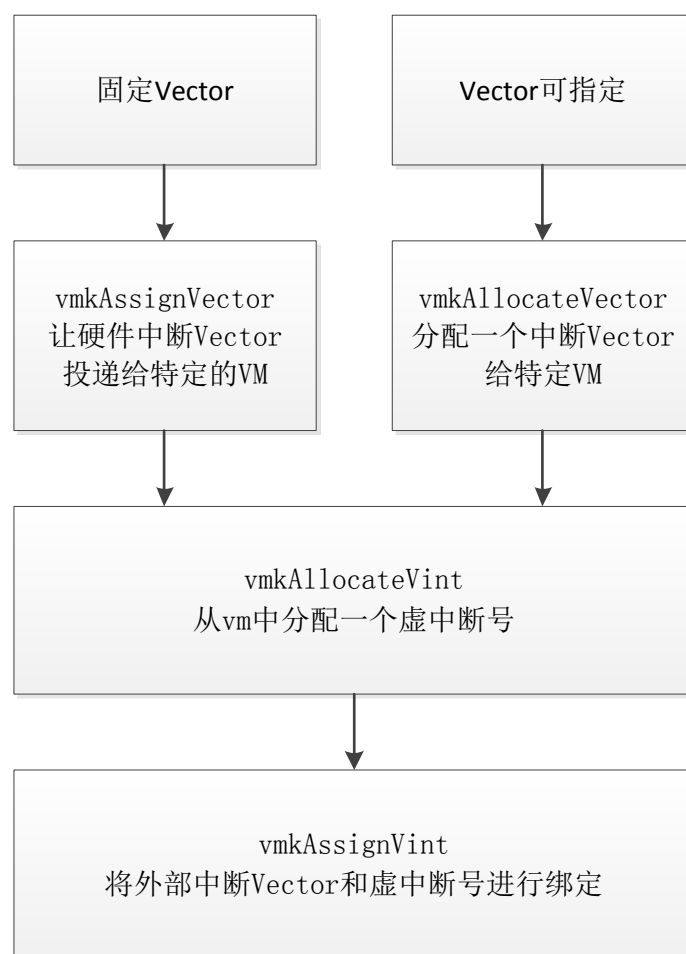 固定Vector
Vector可指定
vmkAssignVector
让硬件中断Vector
投递给特定的VM
vmkAllocateVector
分配一个中断Vector
给特定VM
vmkAllocateVint
从vm中分配一个虚中断号
vmkAssignVint
将外部中断Vector和虚中断号进行绑定